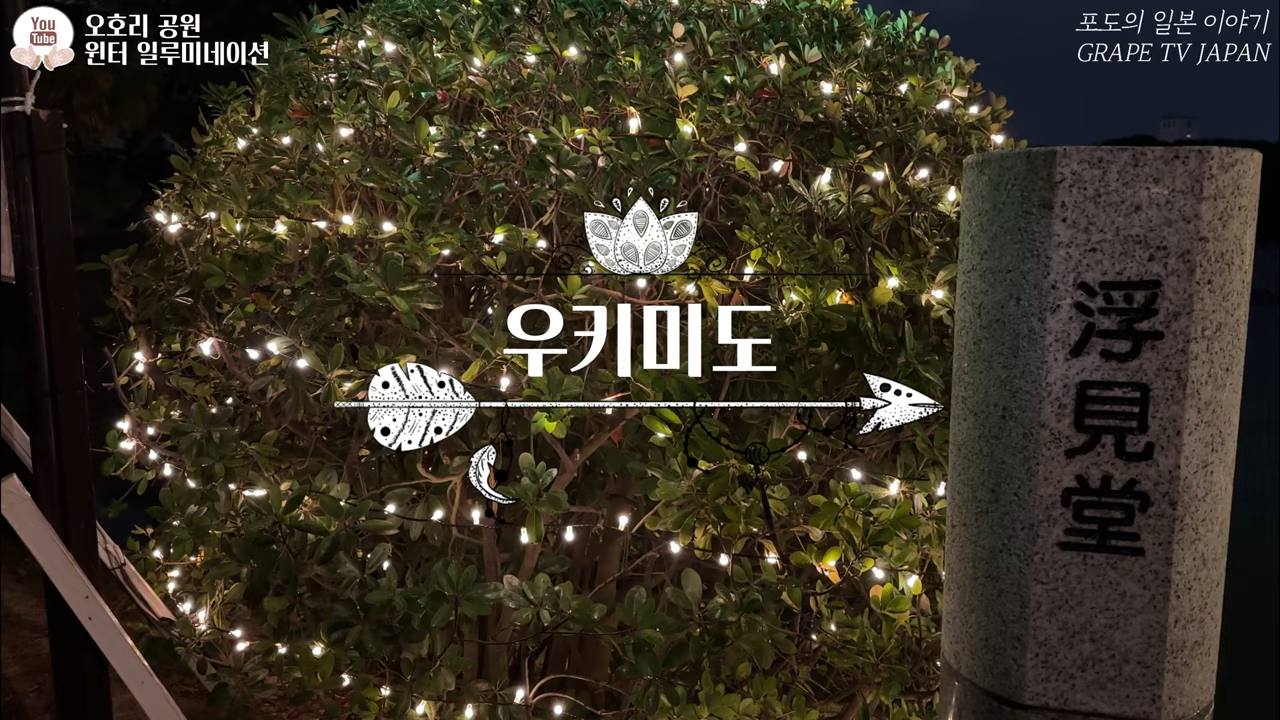 You
Tube
오호리 공원
윈터 일루미네이션
포도의 일본 이야기
GRAPE TV JAPAN
우키미도
浮見堂